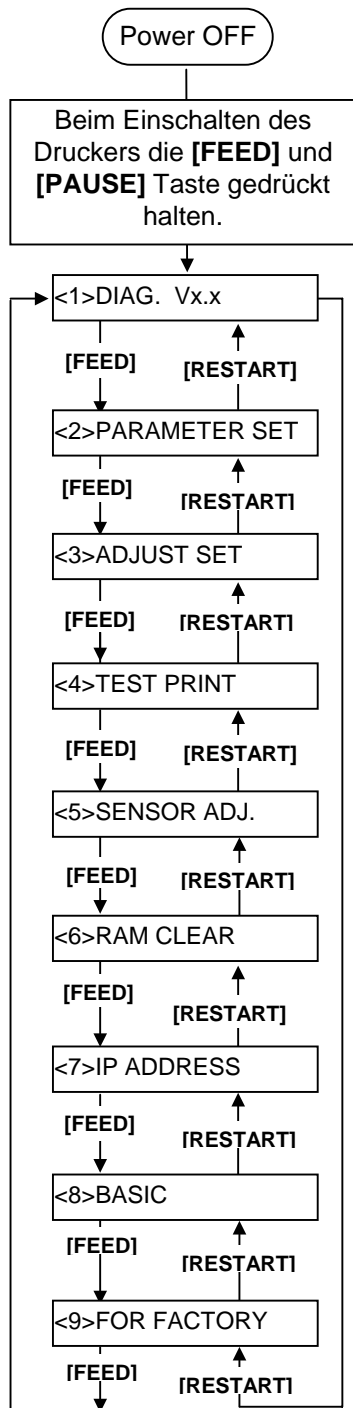 Power OFF
Beim Einschalten des
Druckers die [FEED] und
[PAUSE] Taste gedrückt
halten.
<1>DIAG. Vx.x
[FEED] [RESTART]
<2>PARAMETER SET
[FEED] [RESTART]
<3>ADJUST SET
[FEED] [RESTART]
<4>TEST PRINT
[FEED] [RESTART]
<5>SENSOR ADJ.
[FEED] [RESTART]
<6>RAM CLEAR
[FEED] [RESTART]
<7>IP ADDRESS
[FEED] [RESTART]
<8>BASIC
[FEED] [RESTART]
<9>FOR FACTORY
[FEED] [RESTART]